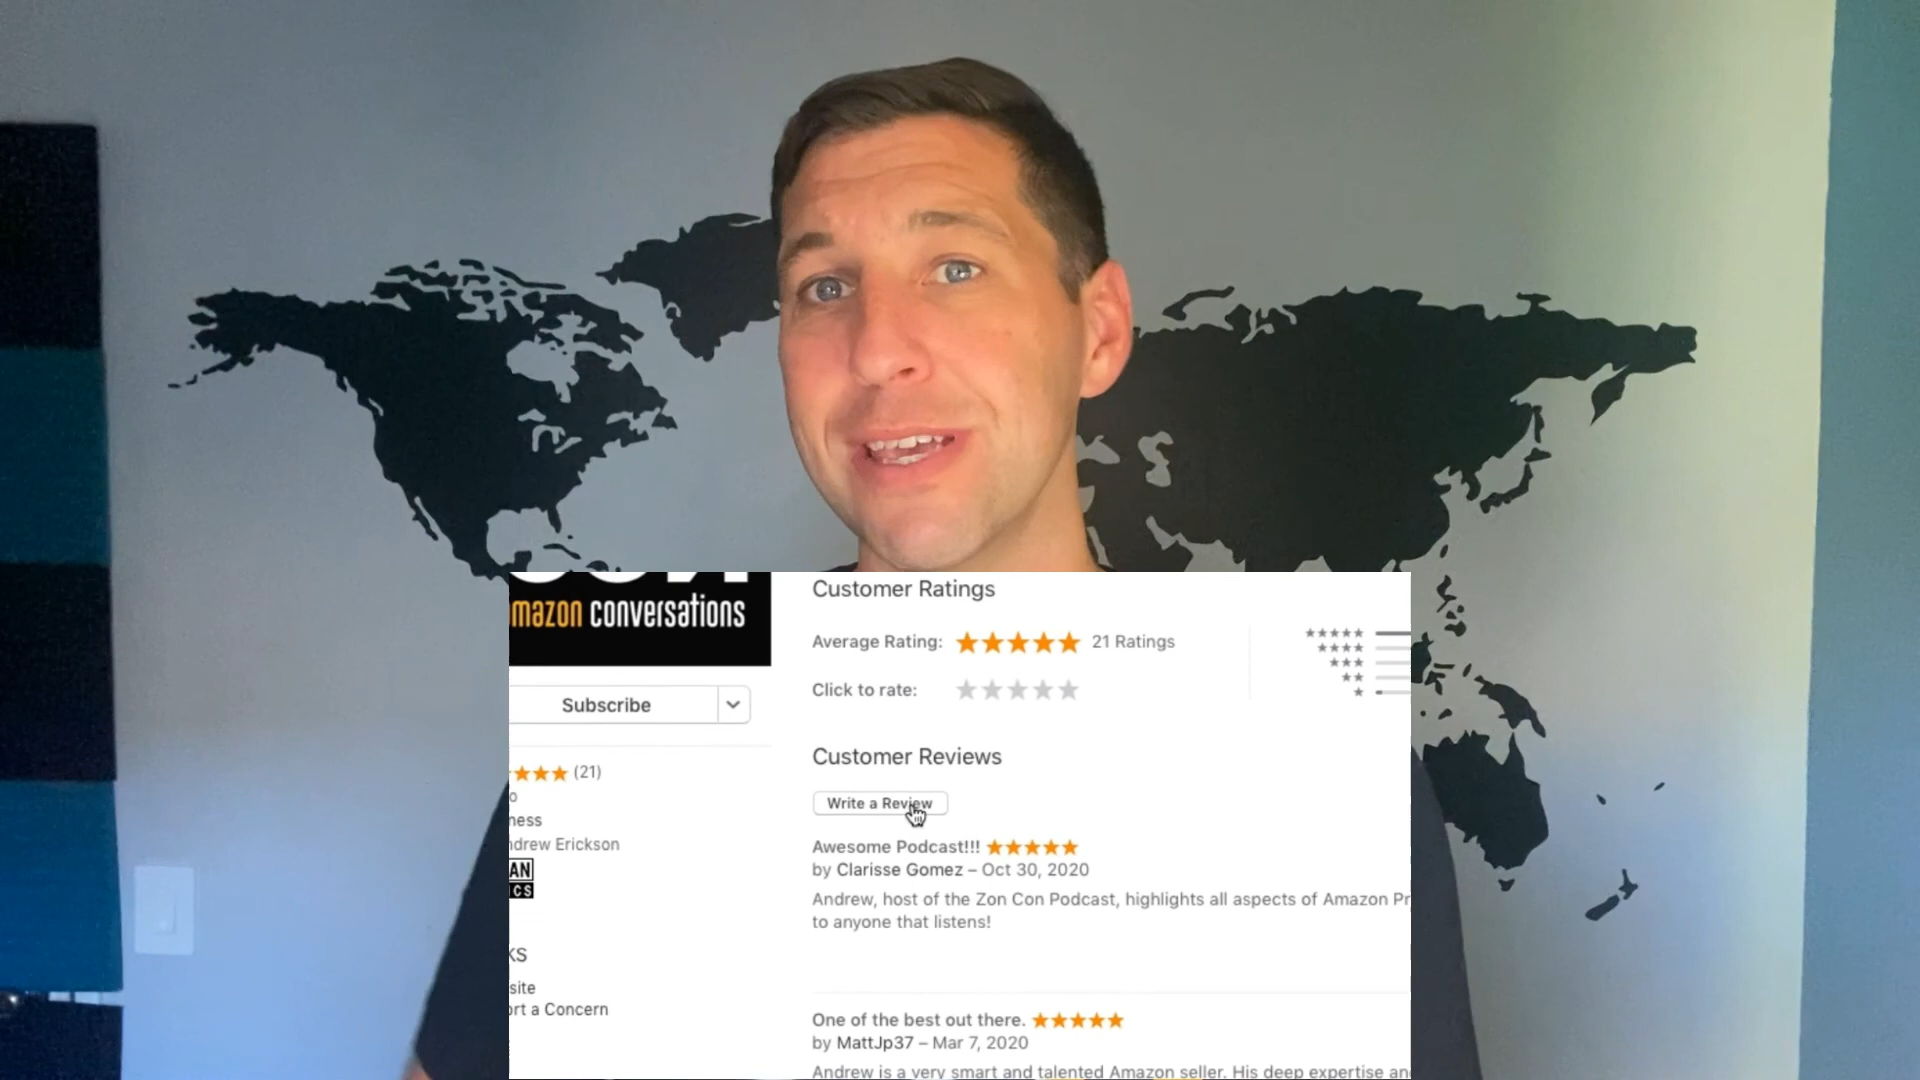 mazon conversations
Subscribe
(21)
ness
ndrew Erickson
AN
CS
KS
site
ort a Concern
Customer Ratings
Average Rating: 21 Ratings
Click to rate:
Customer Reviews
Write a Review
Awesome Podcast!!!
by Clarisse Gomez – Oct 30, 2020
Andrew, host of the Zon Con Podcast, highlights all aspects of Amazon Pr
to anyone that listens!
One of the best out there.
by MattJp37 – Mar 7, 2020
Andrew is a very smart and talented Amazon seller. His deep expertise an